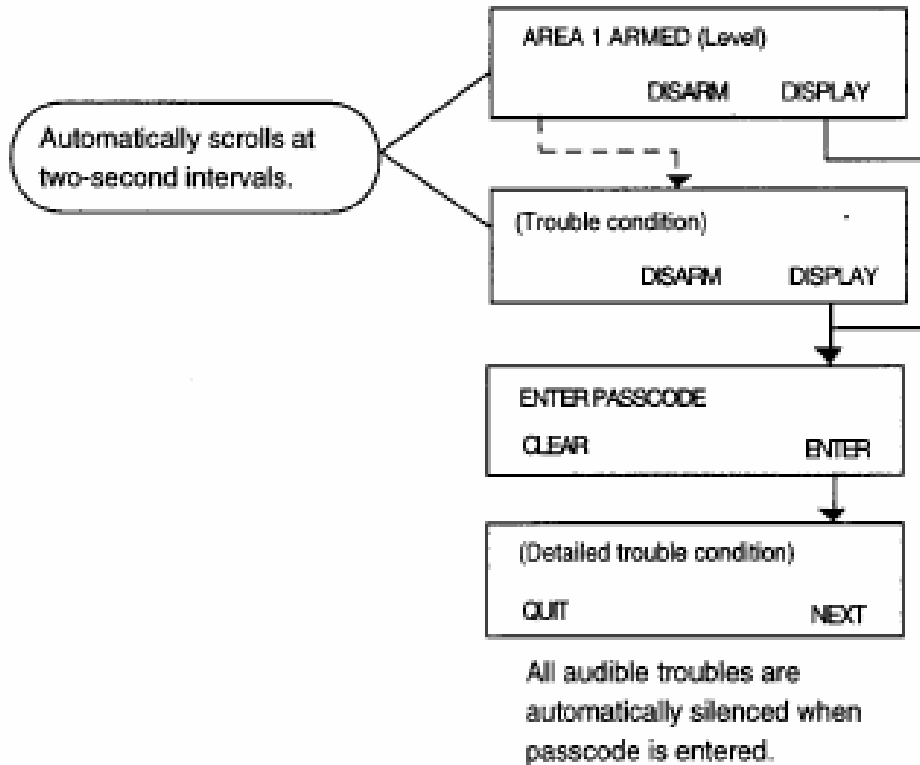 AREA 1 ARMED (Level)
DISARM DISPLAY
Automatically scrolls at
two-second intervals.
(Trouble condition)
DISARM DISPLAY
ENTER PASSCODE
CLEAR ENTER
(Detailed trouble condition)
QUIT NEXT
All audible troubles are
automatically silenced when
passcode is entered.